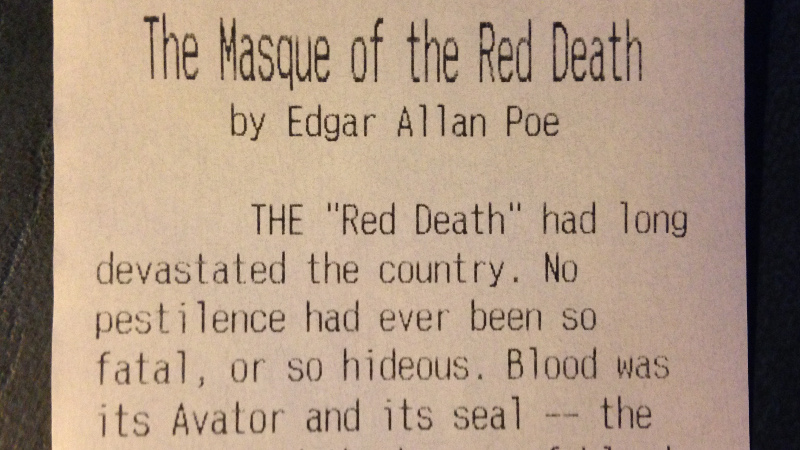 The Masque of the Red Death
by Edgar Allan Poe
THE "Red Death" had long
devastated the country. No
pestilence had ever been so
fatal, or so hideous. Blood was
its Avator and its seal -- the